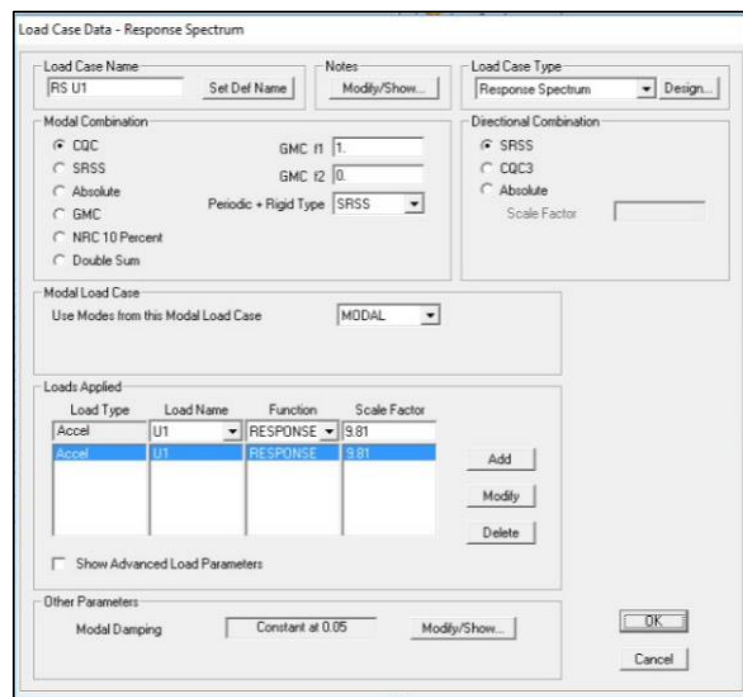 Load Case Data - Response Spectrum
Load Case Name
RS U1
Set Def Name
Notes
Modify/Show...
Load Case Type
Response Spectrum
Design...
Modal Combination
CQC
SRSS
Absolute
GMC
NRC 10 Percent
Double Sum
GMC f1 1.
GMC f2 0.
Periodic + Rigid Type SRSS
Directional Combination
SRSS
CQC3
Absolute
Scale Factor
Modal Load Case
Use Modes from this Modal Load Case MODAL
Loads Applied
Load Type Load Name Function Scale Factor
Accel U1 RESPONSE 9.81
Accel U1 RESPONSE 9.81
Add
Modify
Delete
Show Advanced Load Parameters
Other Parameters
Modal Damping Constant at 0.05 Modify/Show...
OK
Cancel